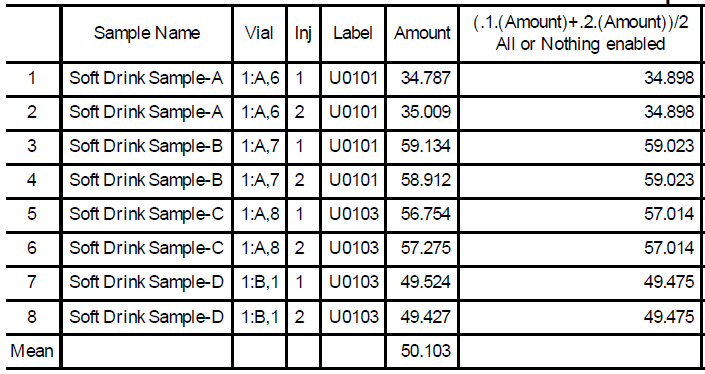 Sample Name Vial Inj Label Amount (.1.(Amount)+.2.(Amount))/2
All or Nothing enabled
1 Soft Drink Sample-A 1:A,6 1 U0101 34.787 34.898
2 Soft Drink Sample-A 1:A,6 2 U0101 35.009 34.898
3 Soft Drink Sample-B 1:A,7 1 U0101 59.134 59.023
4 Soft Drink Sample-B 1:A,7 2 U0101 58.912 59.023
5 Soft Drink Sample-C 1:A,8 1 U0103 56.754 57.014
6 Soft Drink Sample-C 1:A,8 2 U0103 57.275 57.014
7 Soft Drink Sample-D 1:B,1 1 U0103 49.524 49.475
8 Soft Drink Sample-D 1:B,1 2 U0103 49.427 49.475
Mean 50.103